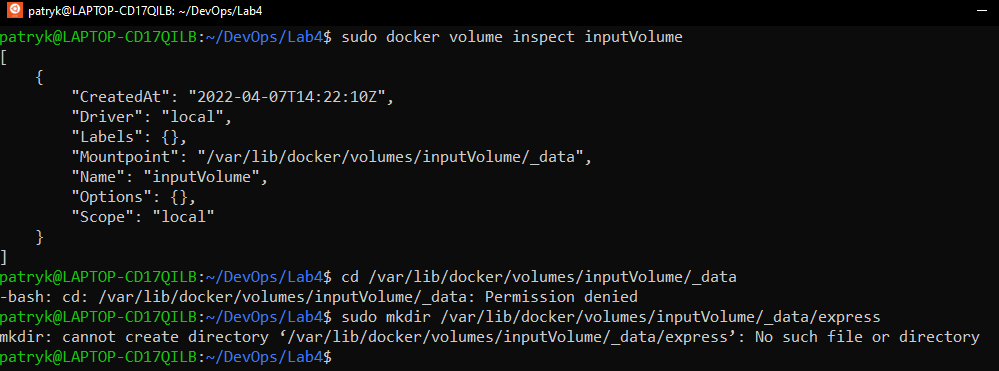 patryk@LAPTOP-CD17QILB: ~/DevOps/Lab4
patryk@LAPTOP-CD17QILB:~/DevOps/Lab4$ sudo docker volume inspect inputVolume
[
    {
        "CreatedAt": "2022-04-07T14:22:10Z",
        "Driver": "local",
        "Labels": {},
        "Mountpoint": "/var/lib/docker/volumes/inputVolume/_data",
        "Name": "inputVolume",
        "Options": {},
        "Scope": "local"
    }
]
patryk@LAPTOP-CD17QILB:~/DevOps/Lab4$ cd /var/lib/docker/volumes/inputVolume/_data
-bash: cd: /var/lib/docker/volumes/inputVolume/_data: Permission denied
patryk@LAPTOP-CD17QILB:~/DevOps/Lab4$ sudo mkdir /var/lib/docker/volumes/inputVolume/_data/express
mkdir: cannot create directory ‘/var/lib/docker/volumes/inputVolume/_data/express’: No such file or directory
patryk@LAPTOP-CD17QILB:~/DevOps/Lab4$